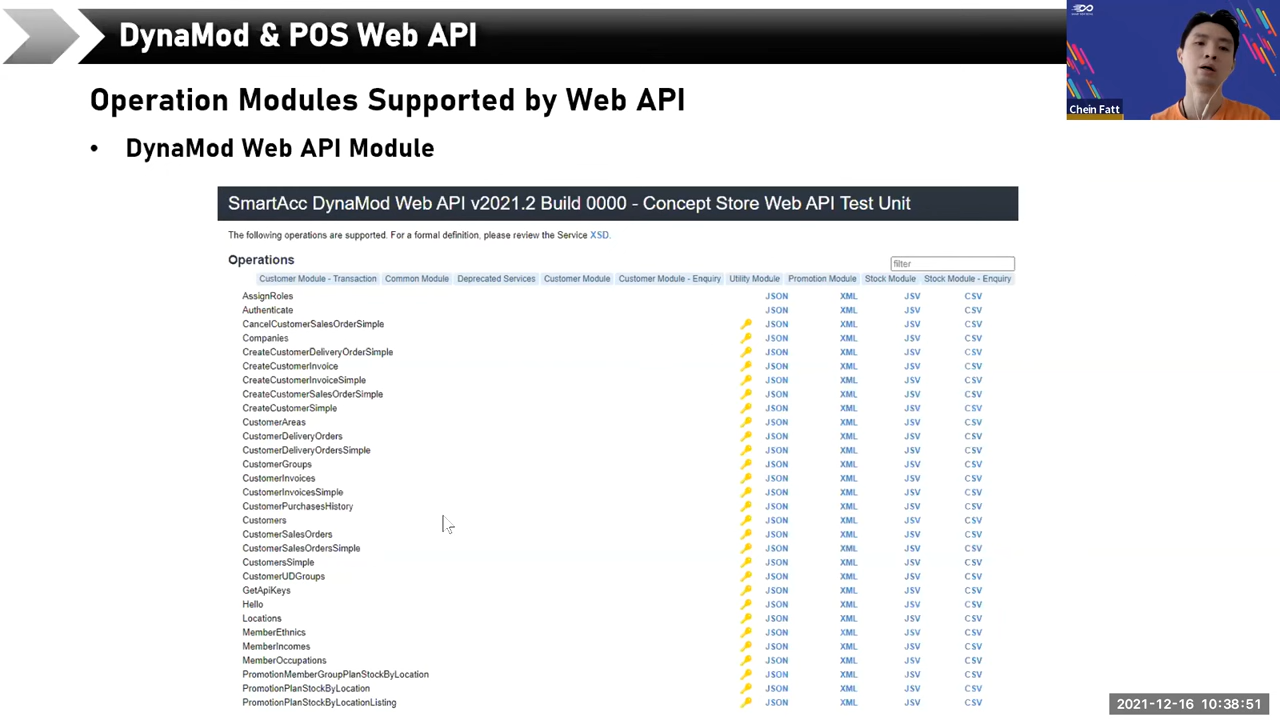 DynaMod & POS Web API
Chein Fatt
Operation Modules Supported by Web API
• DynaMod Web API Module
SmartAcc DynaMod Web API v2021.2 Build 0000 - Concept Store Web API Test Unit
The following operations are supported. For a formal definition, please review the Service XSD.
Operations
filter
Customer Module - Transaction Common Module Deprecated Services Customer Module Customer Module - Enquiry Utility Module Promotion Module Stock Module Stock Module - Enquiry
AssignRoles JSON XML JSV CSV
Authenticate JSON XML JSV CSV
CancelCustomerSalesOrderSimple JSON XML JSV CSV
Companies JSON XML JSV CSV
CreateCustomerDeliveryOrderSimple JSON XML JSV CSV
CreateCustomerInvoice JSON XML JSV CSV
CreateCustomerInvoiceSimple JSON XML JSV CSV
CreateCustomerSalesOrderSimple JSON XML JSV CSV
CreateCustomerSimple JSON XML JSV CSV
CustomerAreas JSON XML JSV CSV
CustomerDeliveryOrders JSON XML JSV CSV
CustomerDeliveryOrdersSimple JSON XML JSV CSV
CustomerGroups JSON XML JSV CSV
CustomerInvoices JSON XML JSV CSV
CustomerInvoicesSimple JSON XML JSV CSV
CustomerPurchasesHistory JSON XML JSV CSV
Customers JSON XML JSV CSV
CustomerSalesOrders JSON XML JSV CSV
CustomerSalesOrdersSimple JSON XML JSV CSV
CustomersSimple JSON XML JSV CSV
CustomerUDGroups JSON XML JSV CSV
GetApiKeys JSON XML JSV CSV
Hello JSON XML JSV CSV
Locations JSON XML JSV CSV
MemberEthnics JSON XML JSV CSV
MemberIncomes JSON XML JSV CSV
MemberOccupations JSON XML JSV CSV
PromotionMemberGroupPlanStockByLocation JSON XML JSV CSV
PromotionPlanStockByLocation JSON XML JSV CSV
PromotionPlanStockByLocationListing JSON XML JSV CSV
2021-12-16 10:38:51